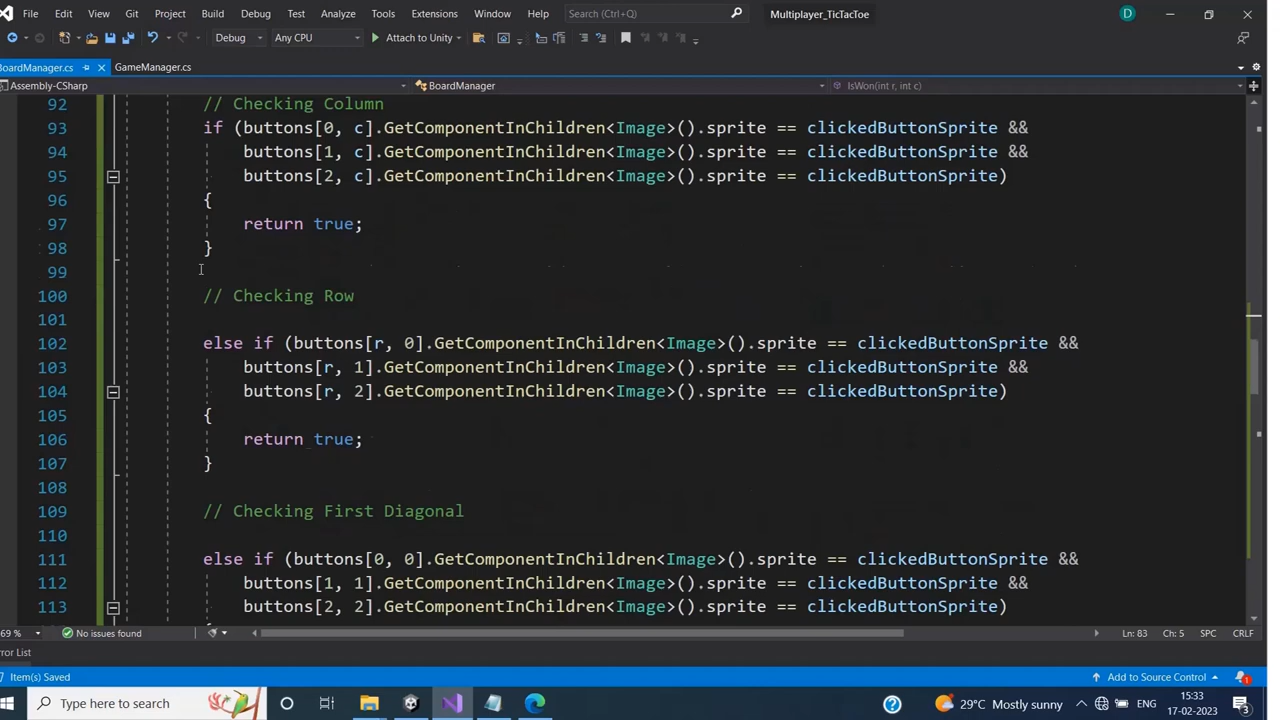 File Edit View Git Project Build Debug Test Analyze Tools Extensions Window Help Search (Ctrl+Q) Multiplayer_TicTacToe D
Debug Any CPU Attach to Unity
BoardManager.cs GameManager.cs
Assembly-CSharp BoardManager IsWon(int r, int c)
92 // Checking Column
93 if (buttons[0, c].GetComponentInChildren<Image>().sprite == clickedButtonSprite &&
94 buttons[1, c].GetComponentInChildren<Image>().sprite == clickedButtonSprite &&
95 buttons[2, c].GetComponentInChildren<Image>().sprite == clickedButtonSprite)
96 {
97 return true;
98 }
99
100 // Checking Row
101
102 else if (buttons[r, 0].GetComponentInChildren<Image>().sprite == clickedButtonSprite &&
103 buttons[r, 1].GetComponentInChildren<Image>().sprite == clickedButtonSprite &&
104 buttons[r, 2].GetComponentInChildren<Image>().sprite == clickedButtonSprite)
105 {
106 return true;
107 }
108
109 // Checking First Diagonal
110
111 else if (buttons[0, 0].GetComponentInChildren<Image>().sprite == clickedButtonSprite &&
112 buttons[1, 1].GetComponentInChildren<Image>().sprite == clickedButtonSprite &&
113 buttons[2, 2].GetComponentInChildren<Image>().sprite == clickedButtonSprite)
69 % No issues found Ln: 83 Ch: 5 SPC CRLF
rror List
Item(s) Saved Add to Source Control 1
Type here to search 29°C Mostly sunny ENG 15:33
17-02-2023 3